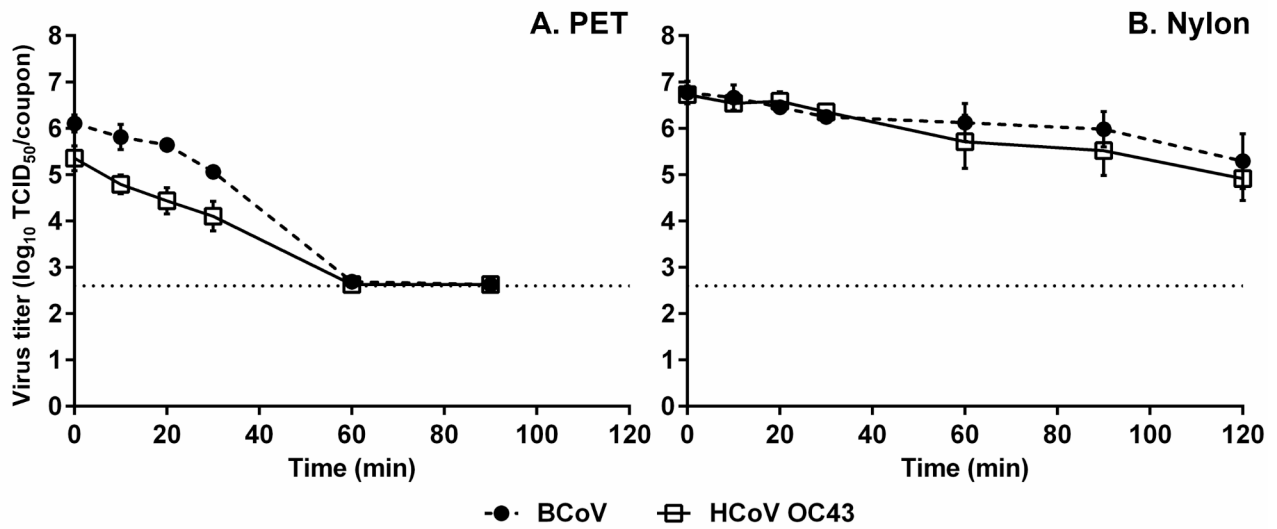 A. PET
B. Nylon
Virus titer (log10 TCID50/coupon)
8
7
6
5
4
3
2
1
0
0 20 40 60 80 100 120
Time (min)
8
7
6
5
4
3
2
1
0
0 20 40 60 80 100 120
Time (min)
BCoV HCoV OC43